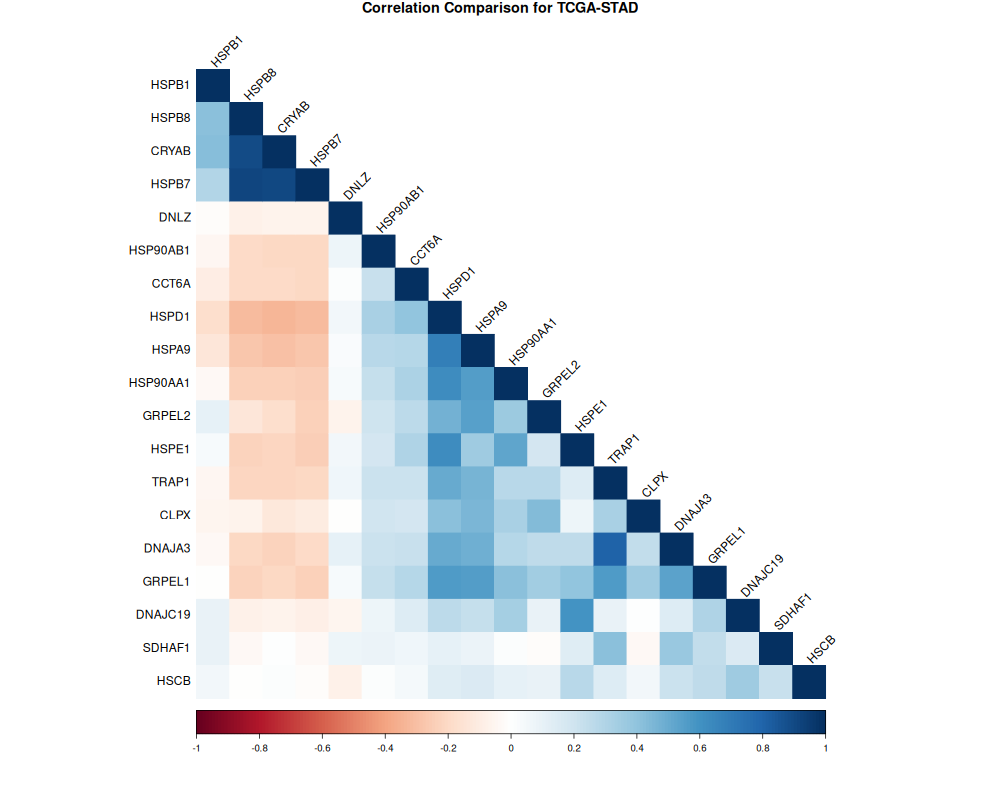 Correlation Comparison for TCGA-STAD
HSPB1
HSPB8
CRYAB
HSPB7
DNLZ
HSP90AB1
CCT6A
HSPD1
HSPA9
HSP90AA1
GRPEL2
HSPE1
TRAP1
CLPX
DNAJA3
GRPEL1
DNAJC19
SDHAF1
HSCB
HSPB1
HSPB8
CRYAB
HSPB7
DNLZ
HSP90AB1
CCT6A
HSPD1
HSPA9
HSP90AA1
GRPEL2
HSPE1
TRAP1
CLPX
DNAJA3
GRPEL1
DNAJC19
SDHAF1
HSCB
-1 -0.8 -0.6 -0.4 -0.2 0 0.2 0.4 0.6 0.8 1